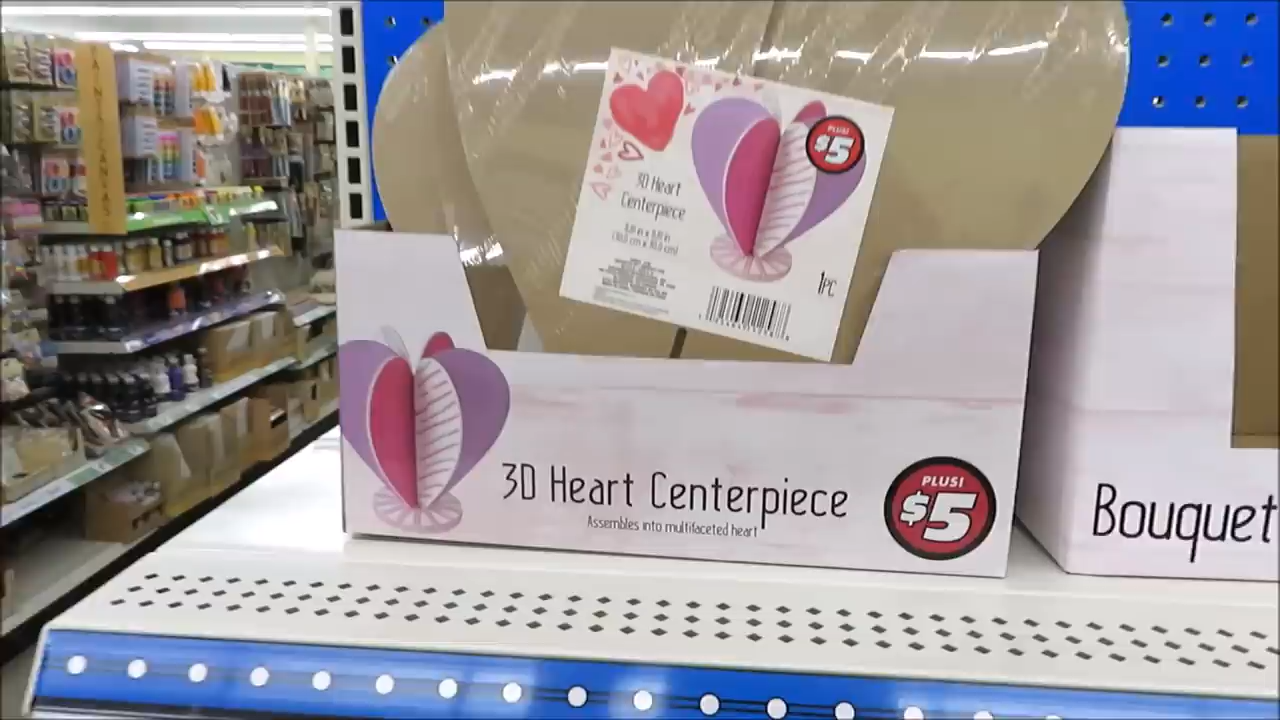 PLUS!
$5
3D Heart
Centerpiece
1PC
3D Heart Centerpiece
Assembles into multifaceted heart
PLUS!
$5
Bouquet